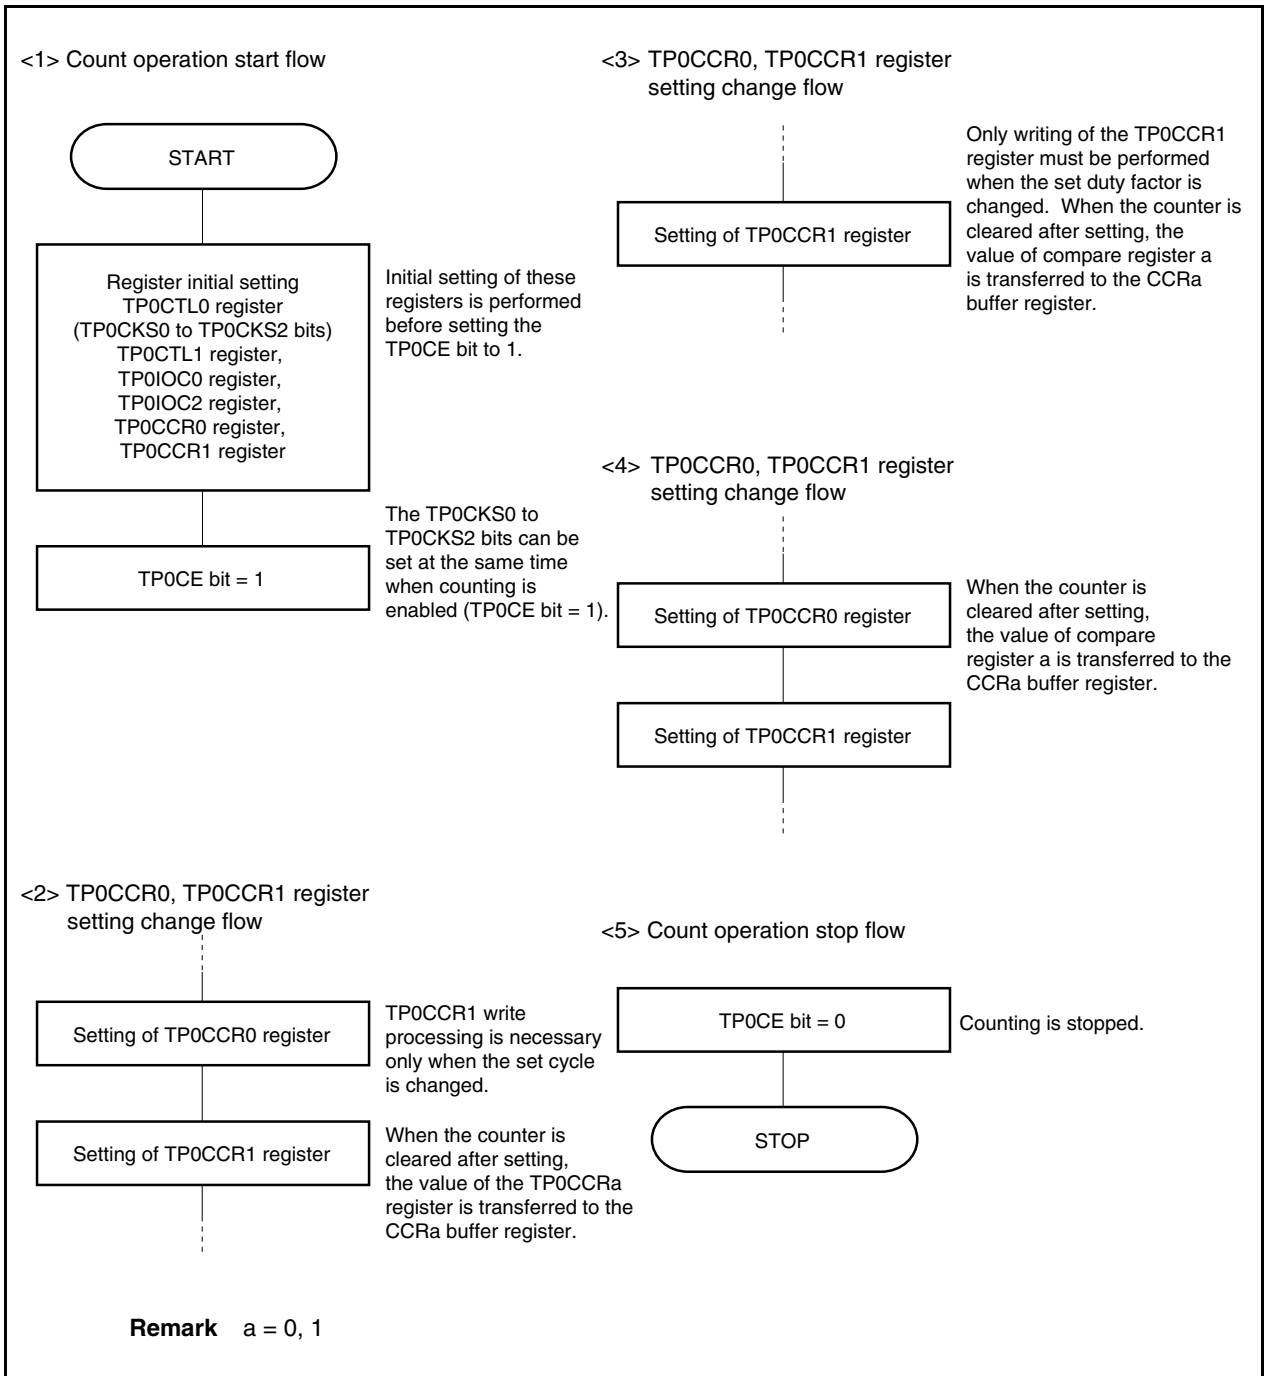 <1> Count operation start flow
START
Register initial setting
TP0CTL0 register
(TP0CKS0 to TP0CKS2 bits)
TP0CTL1 register,
TP0IOC0 register,
TP0IOC2 register,
TP0CCR0 register,
TP0CCR1 register
Initial setting of these
registers is performed
before setting the
TP0CE bit to 1.
TP0CE bit = 1
The TP0CKS0 to
TP0CKS2 bits can be
set at the same time
when counting is
enabled (TP0CE bit = 1).
<2> TP0CCR0, TP0CCR1 register
setting change flow
Setting of TP0CCR0 register
TP0CCR1 write
processing is necessary
only when the set cycle
is changed.
Setting of TP0CCR1 register
When the counter is
cleared after setting,
the value of the TP0CCRa
register is transferred to the
CCRa buffer register.
<3> TP0CCR0, TP0CCR1 register
setting change flow
Setting of TP0CCR1 register
Only writing of the TP0CCR1
register must be performed
when the set duty factor is
changed.  When the counter is
cleared after setting, the
value of compare register a
is transferred to the CCRa
buffer register.
<4> TP0CCR0, TP0CCR1 register
setting change flow
Setting of TP0CCR0 register
When the counter is
cleared after setting,
the value of compare
register a is transferred to the
CCRa buffer register.
Setting of TP0CCR1 register
<5> Count operation stop flow
TP0CE bit = 0
Counting is stopped.
STOP
Remark a = 0, 1